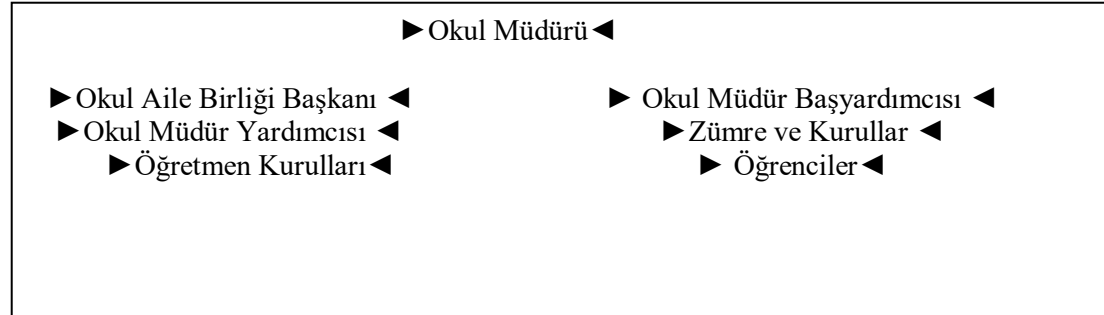 ►Okul Müdürü◄
►Okul Aile Birliği Başkanı ◄
►Okul Müdür Yardımcısı ◄
►Öğretmen Kurulları◄
► Okul Müdür Başyardımcısı ◄
►Zümre ve Kurullar ◄
► Öğrenciler◄